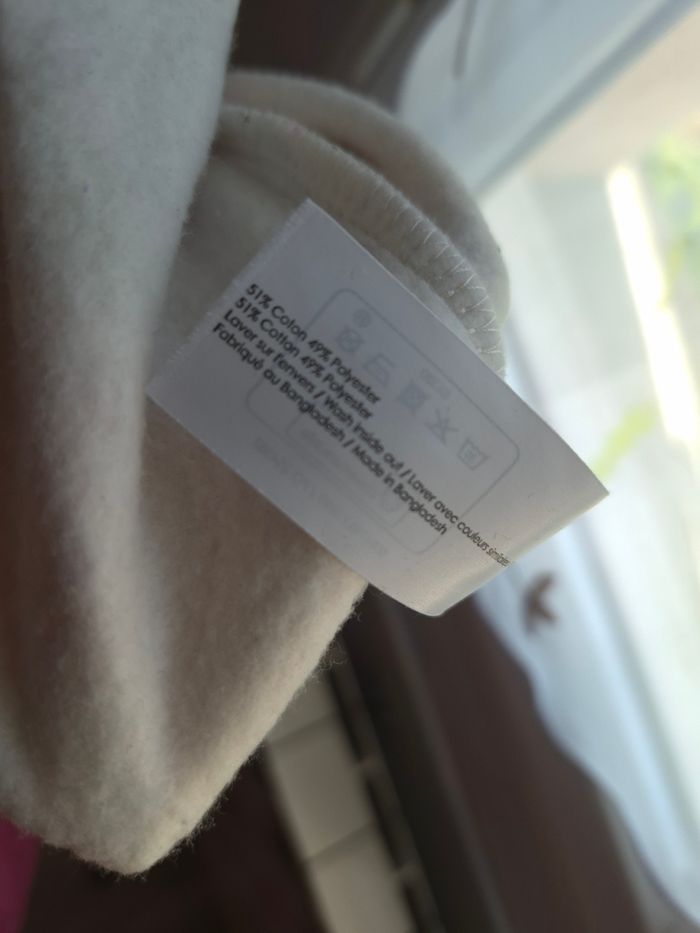 51% Coton 49% Polyester
51% Cotton 49% Polyester
Laver sur l'envers / Wash inside out / Laver avec couleurs similaires
Fabriqué au Bangladesh / Made in Bangladesh